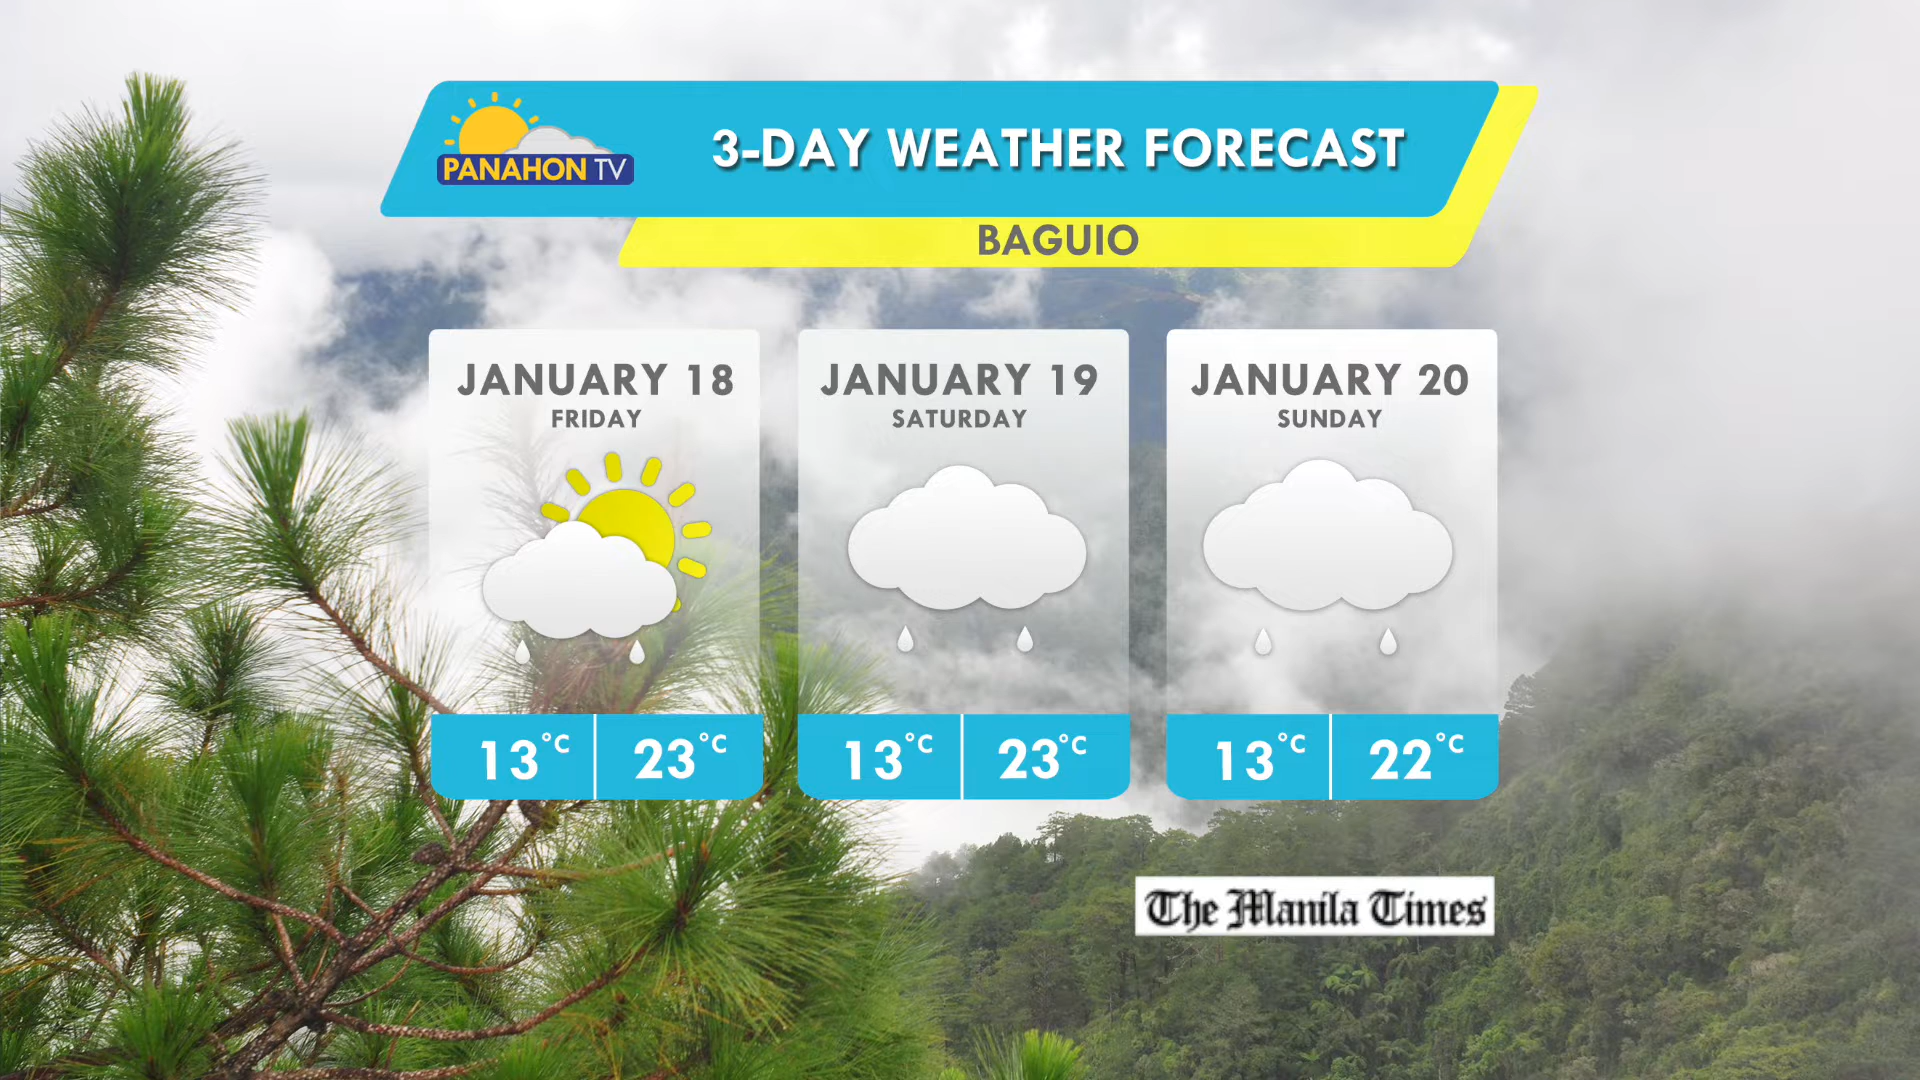 PANAHON TV
3-DAY WEATHER FORECAST
BAGUIO
JANUARY 18
FRIDAY
13°C 23°C
JANUARY 19
SATURDAY
13°C 23°C
JANUARY 20
SUNDAY
13°C 22°C
The Manila Times